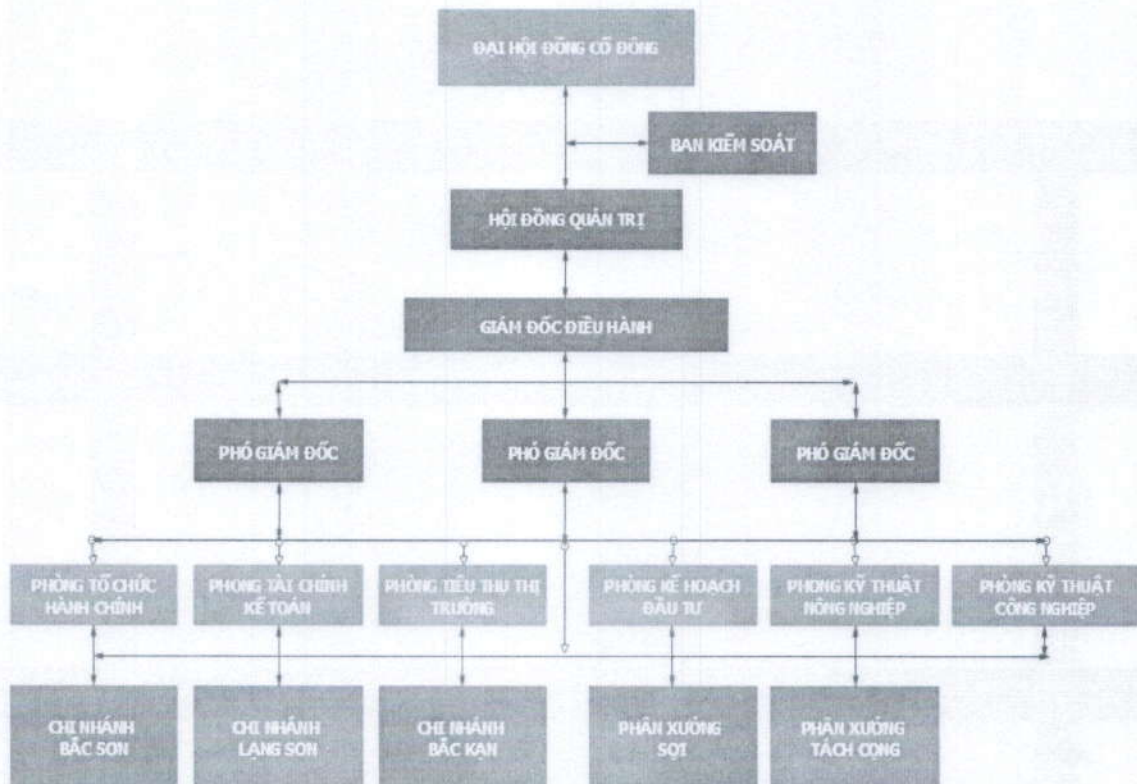 ĐẠI HỘI ĐỒNG CỔ ĐÔNG
BAN KIỂM SOÁT
HỘI ĐỒNG QUẢN TRỊ
GIÁM ĐỐC ĐIỀU HÀNH
PHÓ GIÁM ĐỐC
PHÓ GIÁM ĐỐC
PHÓ GIÁM ĐỐC
PHÒNG TỔ CHỨC
HÀNH CHÍNH
PHÒNG TÀI CHÍNH
KẾ TOÁN
PHÒNG TIÊU THỤ THỊ
TRƯỜNG
PHÒNG KẾ HOẠCH
ĐẦU TƯ
PHÒNG KỸ THUẬT
NÔNG NGHIỆP
PHÒNG KỸ THUẬT
CÔNG NGHIỆP
CHI NHÁNH
BẮC SƠN
CHI NHÁNH
LẠNG SƠN
CHI NHÁNH
BẮC KẠN
PHÂN XƯỞNG
SỢI
PHÂN XƯỞNG
TÁCH CỌNG